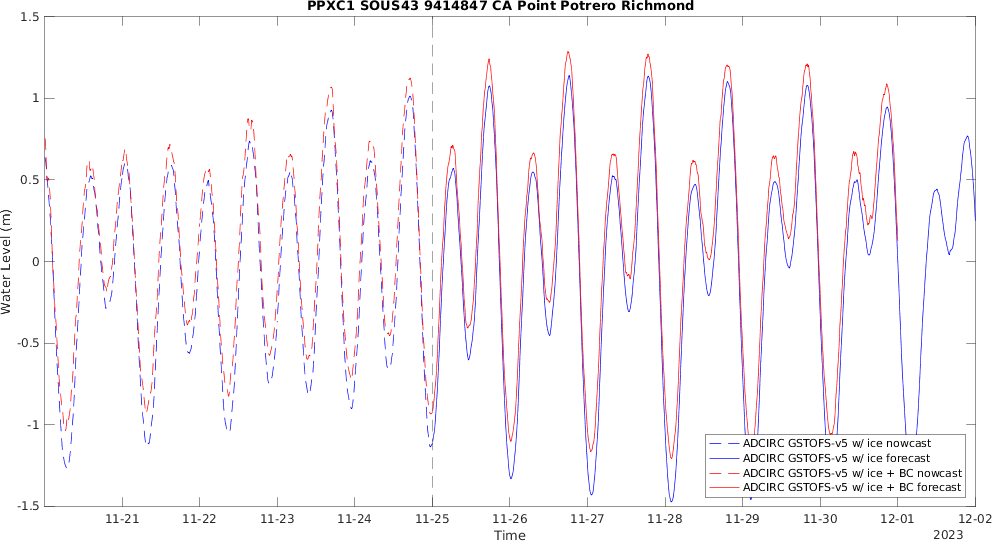 PPXC1 SOUS43 9414847 CA Point Potrero Richmond
1.5
1
0.5
0
-0.5
-1
-1.5
Water Level (m)
11-21 11-22 11-23 11-24 11-25 11-26 11-27 11-28 11-29 11-30 12-01 12-02
Time
2023
ADCIRC GSTOFS-v5 w/ ice nowcast
ADCIRC GSTOFS-v5 w/ ice forecast
ADCIRC GSTOFS-v5 w/ ice + BC nowcast
ADCIRC GSTOFS-v5 w/ ice + BC forecast